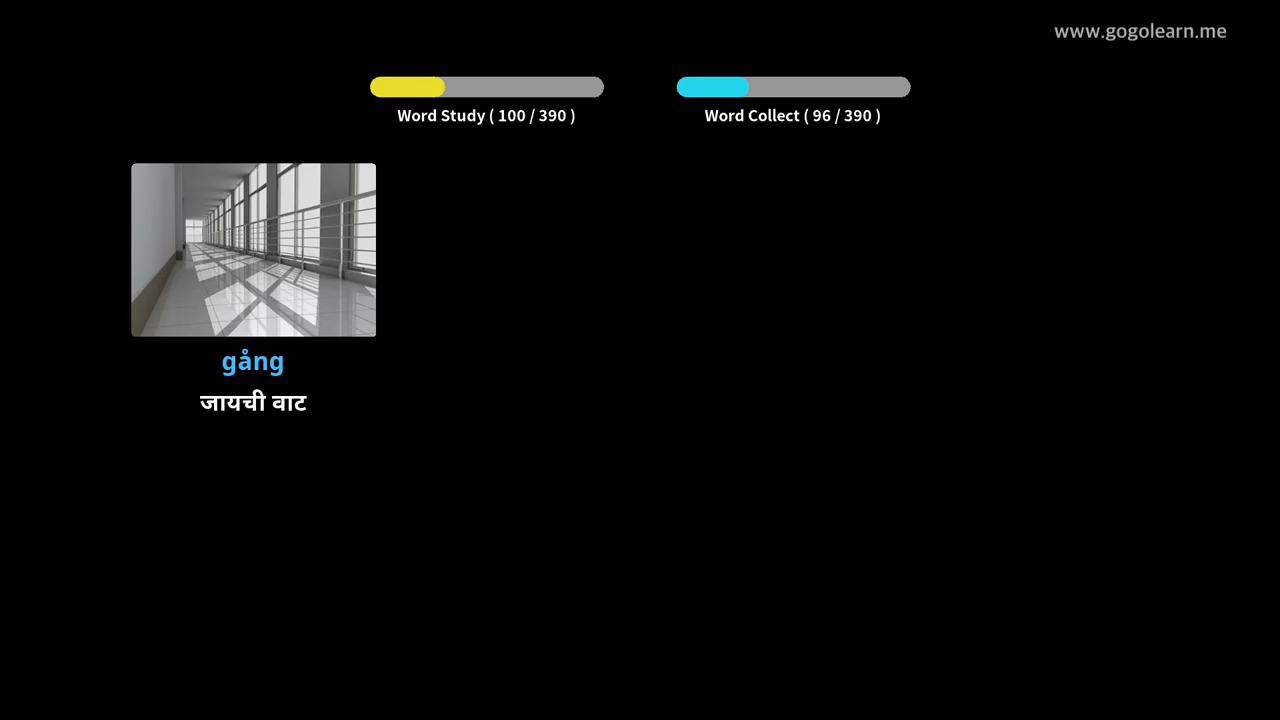 www.gogolearn.me
Word Study ( 100 / 390 )
Word Collect ( 96 / 390 )
gång
जायची वाट